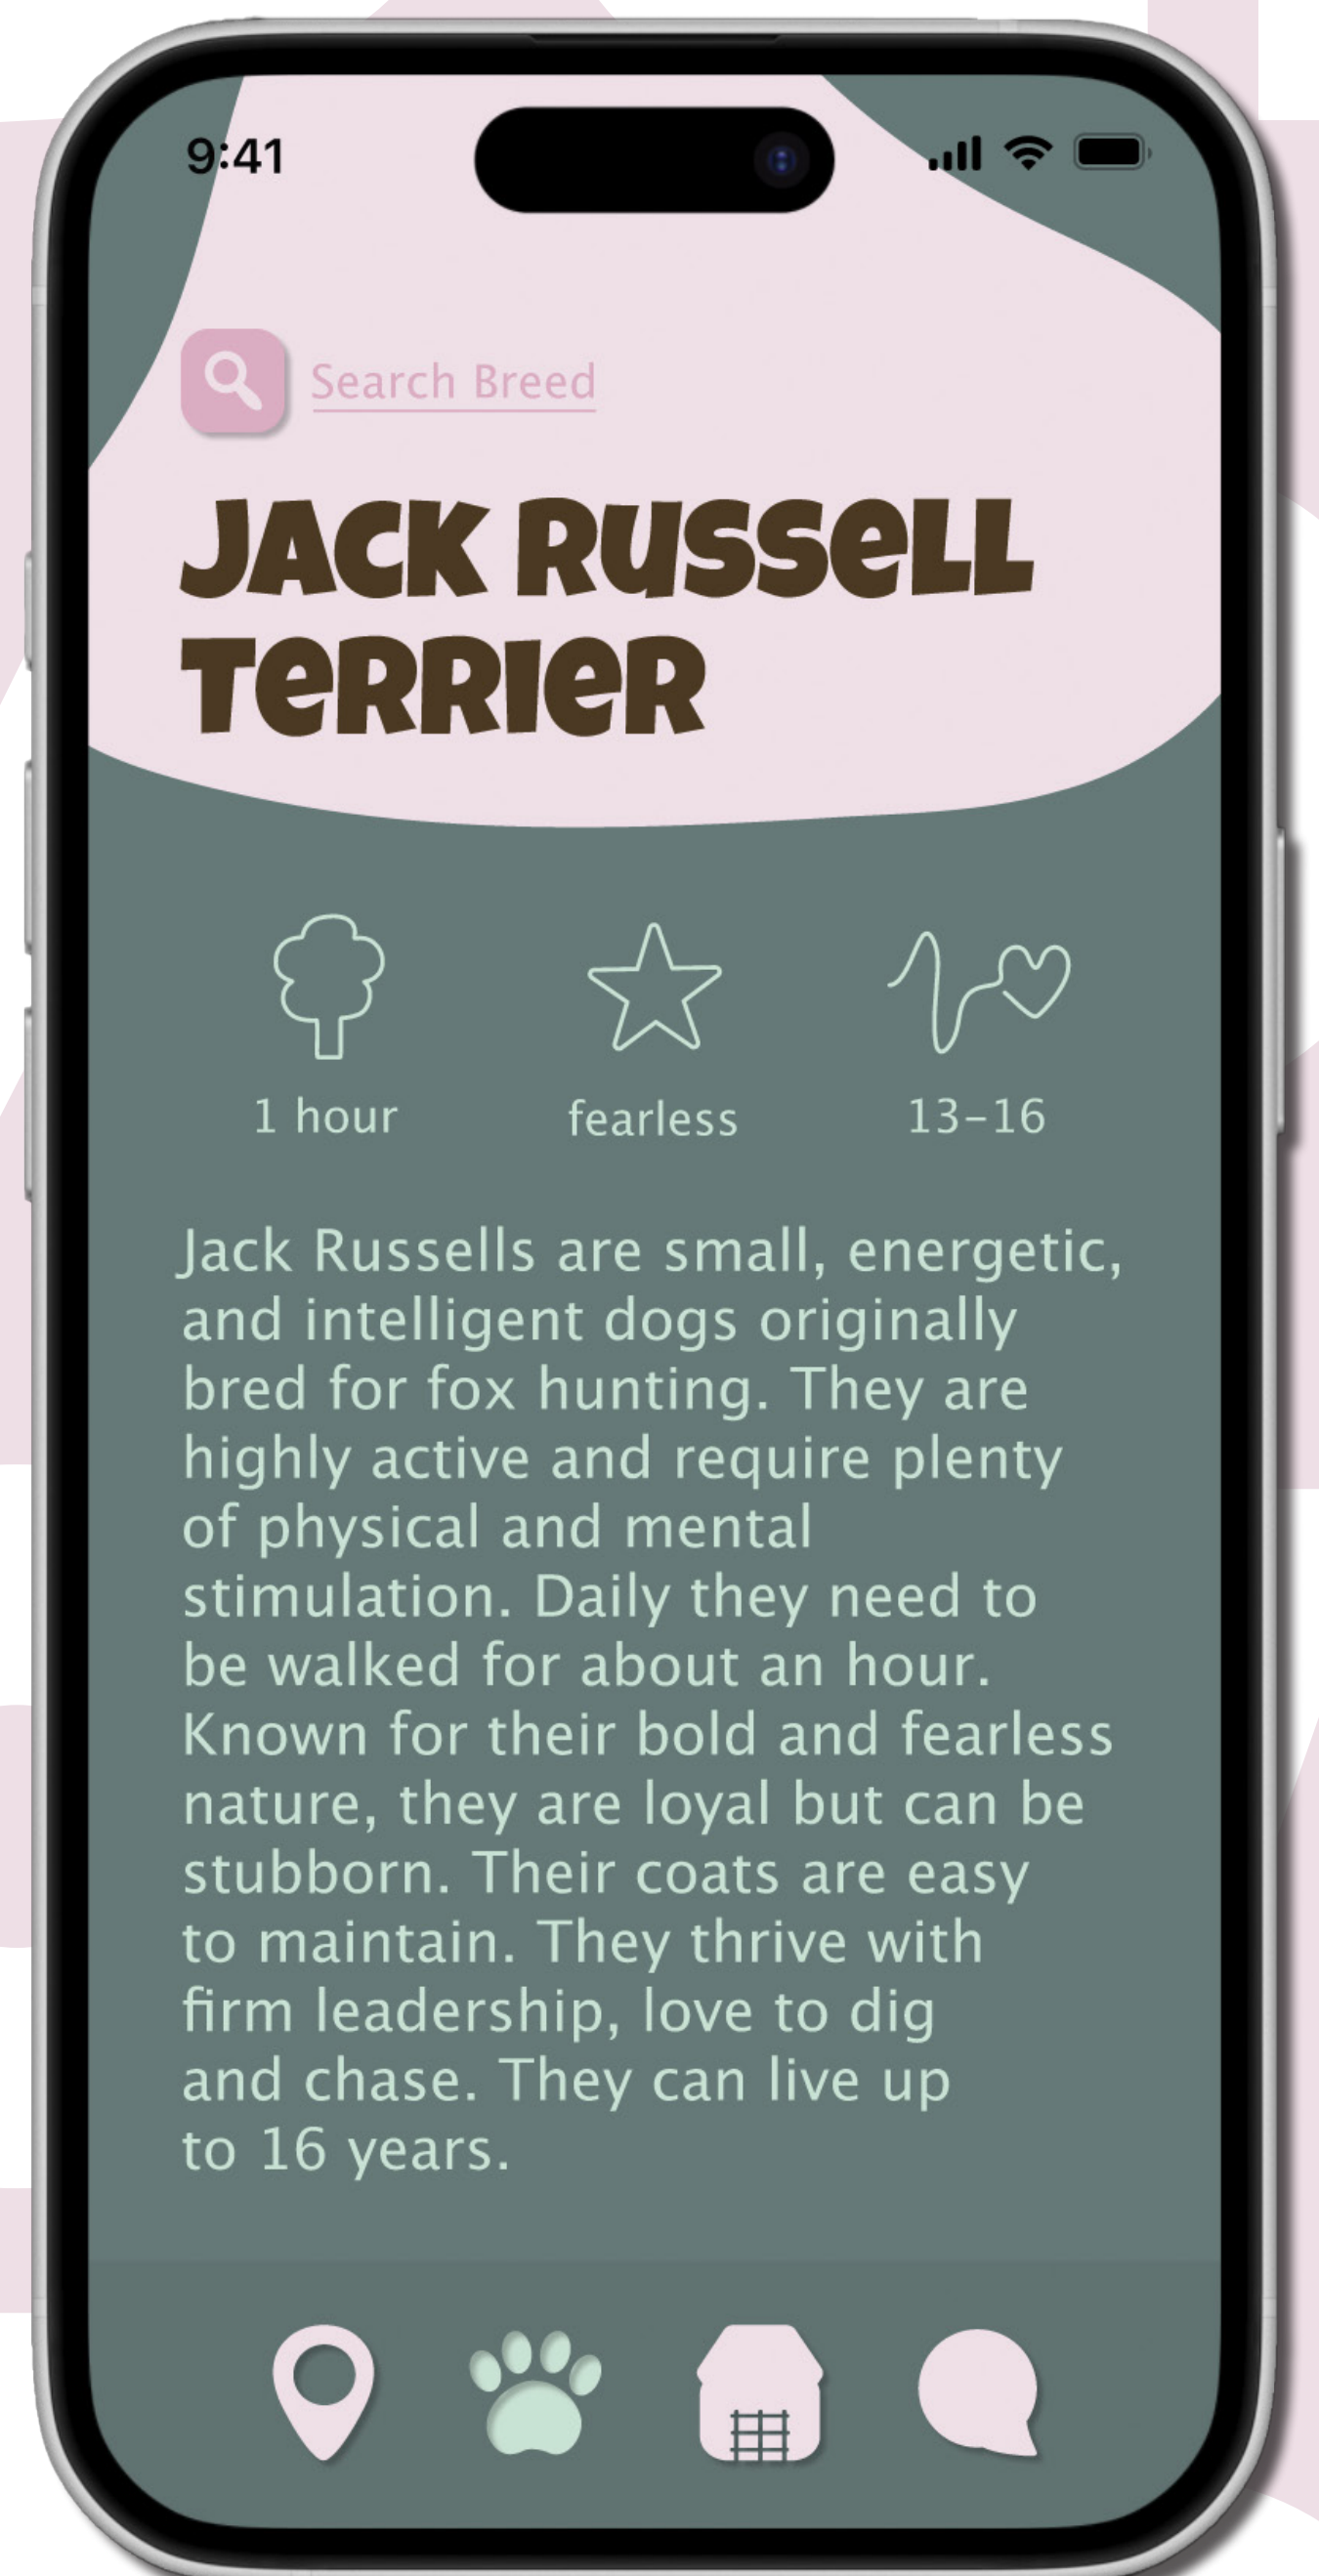 9:41
Search Breed
JACK RUSSeLL
TeRRIeR
1 hour
fearless
13–16
Jack Russells are small, energetic,
and intelligent dogs originally
bred for fox hunting. They are
highly active and require plenty
of physical and mental
stimulation. Daily they need to
be walked for about an hour.
Known for their bold and fearless
nature, they are loyal but can be
stubborn. Their coats are easy
to maintain. They thrive with
firm leadership, love to dig
and chase. They can live up
to 16 years.